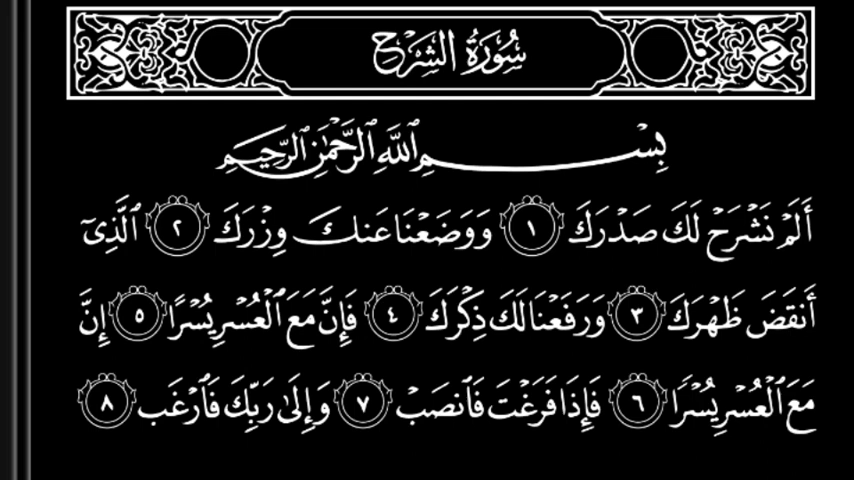 سُورَةُ الشَّرۡحِ
بِسۡمِ ٱللَّهِ ٱلرَّحۡمَٰنِ ٱلرَّحِيمِ
أَلَمۡ نَشۡرَحۡ لَكَ صَدۡرَكَ ١ وَوَضَعۡنَا عَنكَ وِزۡرَكَ ٢ ٱلَّذِيٓ
أَنقَضَ ظَهۡرَكَ ٣ وَرَفَعۡنَا لَكَ ذِكۡرَكَ ٤ فَإِنَّ مَعَ ٱلۡعُسۡرِ يُسۡرًا ٥ إِنَّ
مَعَ ٱلۡعُسۡرِ يُسۡرٗا ٦ فَإِذَا فَرَغۡتَ فَٱنصَبۡ ٧ وَإِلَىٰ رَبِّكَ فَٱرۡغَب ٨